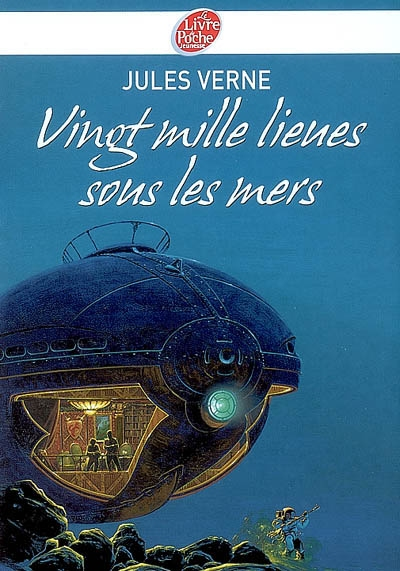 Le
Livre
de
Poche
Jeunesse
JULES VERNE
Vingt mille lieues
sous les mers